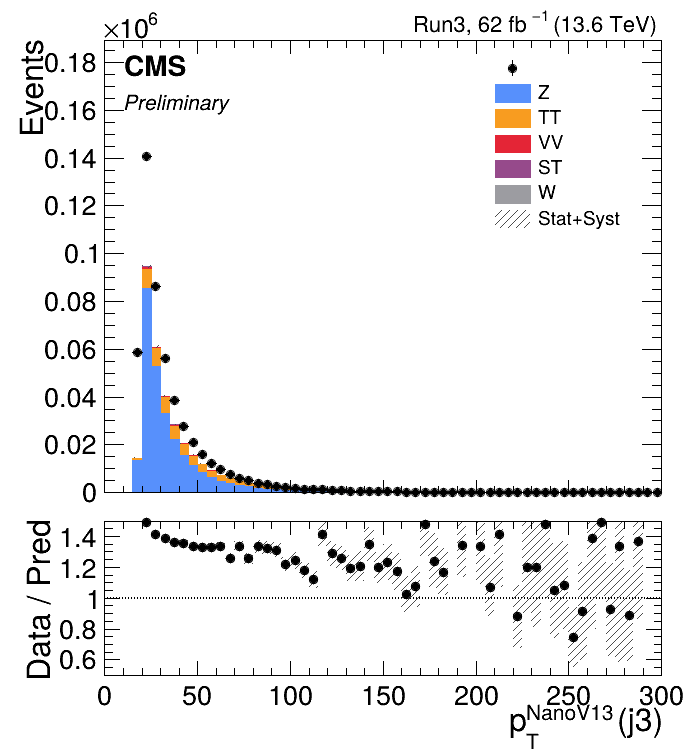 ×10^6
Run3, 62 fb^-1 (13.6 TeV)
Events
CMS
Preliminary
Z
TT
VV
ST
W
Stat+Syst
0.18
0.16
0.14
0.12
0.1
0.08
0.06
0.04
0.02
0
Data / Pred
1.4
1.2
1
0.8
0.6
0 50 100 150 200 250 300
p_T^NanoV13 (j3)